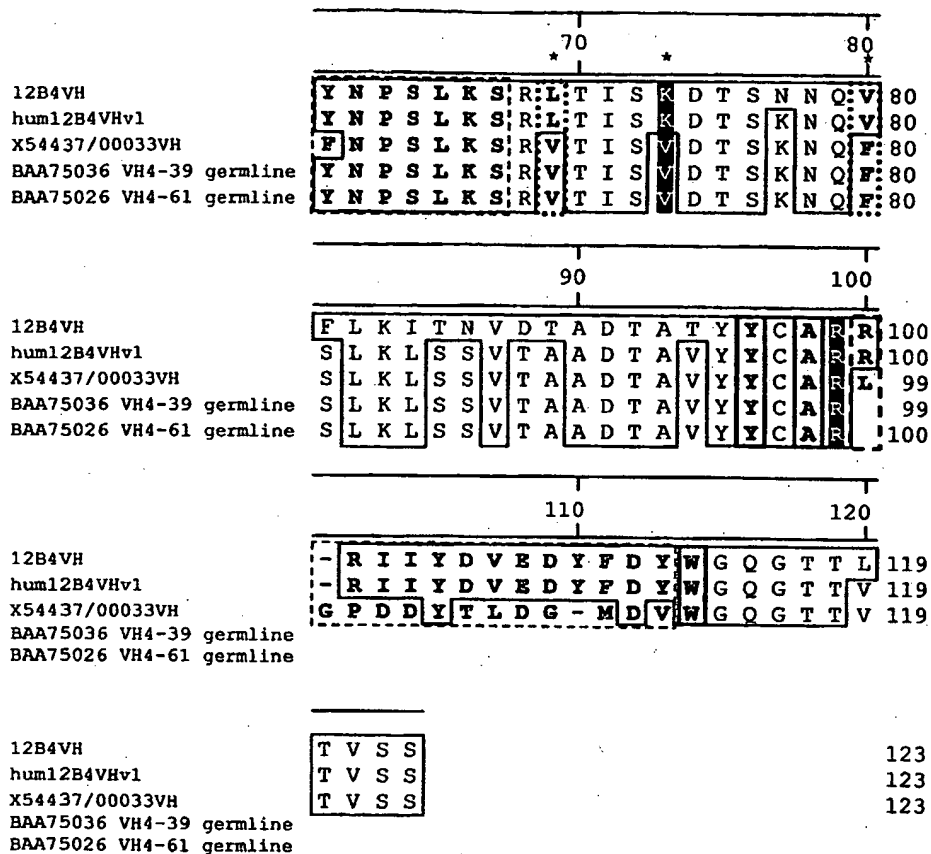 70 80
* * *
12B4VH Y N P S L K S R L T I S K D T S N N Q V 80
hum12B4VHv1 Y N P S L K S R L T I S K D T S K N Q V 80
X54437/00033VH F N P S L K S R V T I S V D T S K N Q F 80
BAA75036 VH4-39 germline Y N P S L K S R V T I S V D T S K N Q F 80
BAA75026 VH4-61 germline Y N P S L K S R V T I S V D T S K N Q F 80
90 100
12B4VH F L K I T N V D T A D T A T Y Y C A R R 100
hum12B4VHv1 S L K L S S V T A A D T A V Y Y C A R R 100
X54437/00033VH S L K L S S V T A A D T A V Y Y C A R L 99
BAA75036 VH4-39 germline S L K L S S V T A A D T A V Y Y C A R 99
BAA75026 VH4-61 germline S L K L S S V T A A D T A V Y Y C A R 100
110 120
12B4VH - R I I Y D V E D Y F D Y W G Q G T T L 119
hum12B4VHv1 - R I I Y D V E D Y F D Y W G Q G T T V 119
X54437/00033VH G P D D Y T L D G - M D V W G Q G T T V 119
BAA75036 VH4-39 germline
BAA75026 VH4-61 germline
12B4VH T V S S 123
hum12B4VHv1 T V S S 123
X54437/00033VH T V S S 123
BAA75036 VH4-39 germline
BAA75026 VH4-61 germline